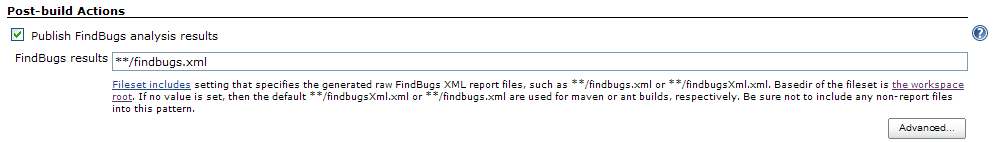 Post-build Actions
Publish FindBugs analysis results
FindBugs results **/findbugs.xml
Fileset includes setting that specifies the generated raw FindBugs XML report files, such as **/findbugs.xml or **/findbugsXml.xml. Basedir of the fileset is the workspace
root. If no value is set, then the default **/findbugsXml.xml or **/findbugs.xml are used for maven or ant builds, respectively. Be sure not to include any non-report files
into this pattern.
Advanced...